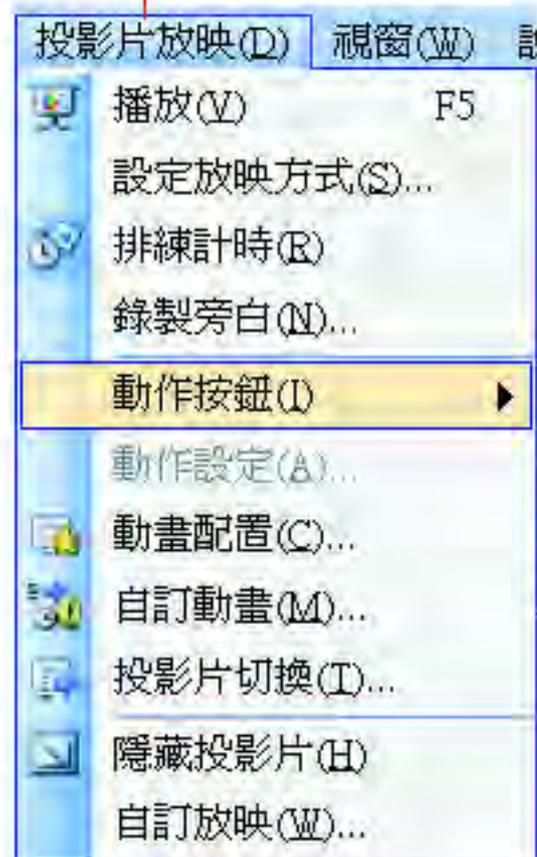 投影片放映(D) 視窗(W)
播放(V) F5
設定放映方式(S)...
排練計時(R)
錄製旁白(N)...
動作按鈕(I)
動作設定(A)...
動畫配置(C)...
自訂動畫(M)...
投影片切換(T)...
隱藏投影片(H)
自訂放映(W)...